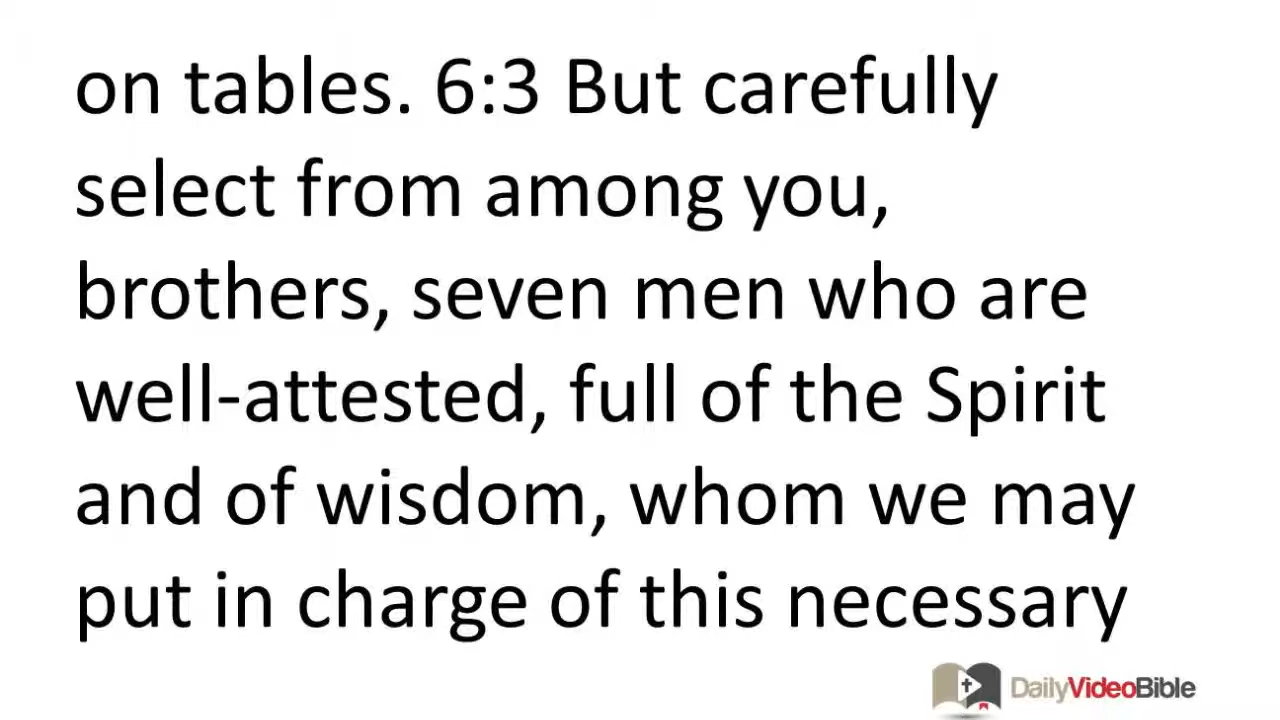 on tables. 6:3 But carefully
select from among you,
brothers, seven men who are
well-attested, full of the Spirit
and of wisdom, whom we may
put in charge of this necessary
DailyVideoBible